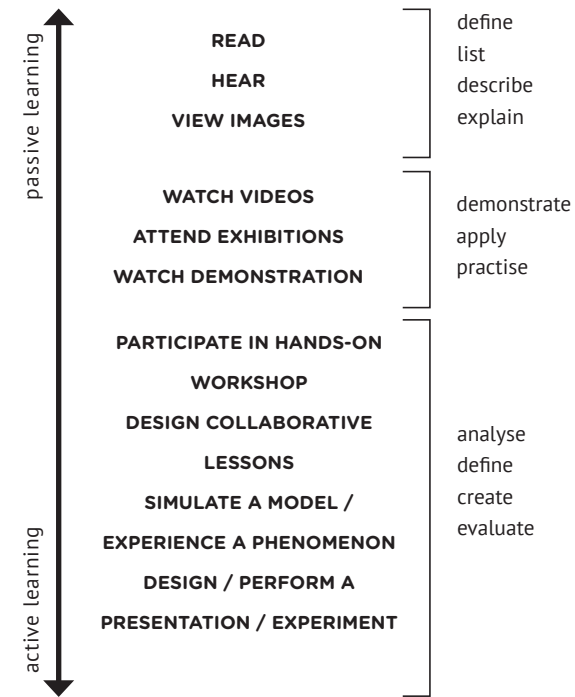 passive learning
READ
HEAR
VIEW IMAGES
define
list
describe
explain
WATCH VIDEOS
ATTEND EXHIBITIONS
WATCH DEMONSTRATION
demonstrate
apply
practise
PARTICIPATE IN HANDS-ON
WORKSHOP
DESIGN COLLABORATIVE
LESSONS
SIMULATE A MODEL /
EXPERIENCE A PHENOMENON
DESIGN / PERFORM A
PRESENTATION / EXPERIMENT
analyse
define
create
evaluate
active learning